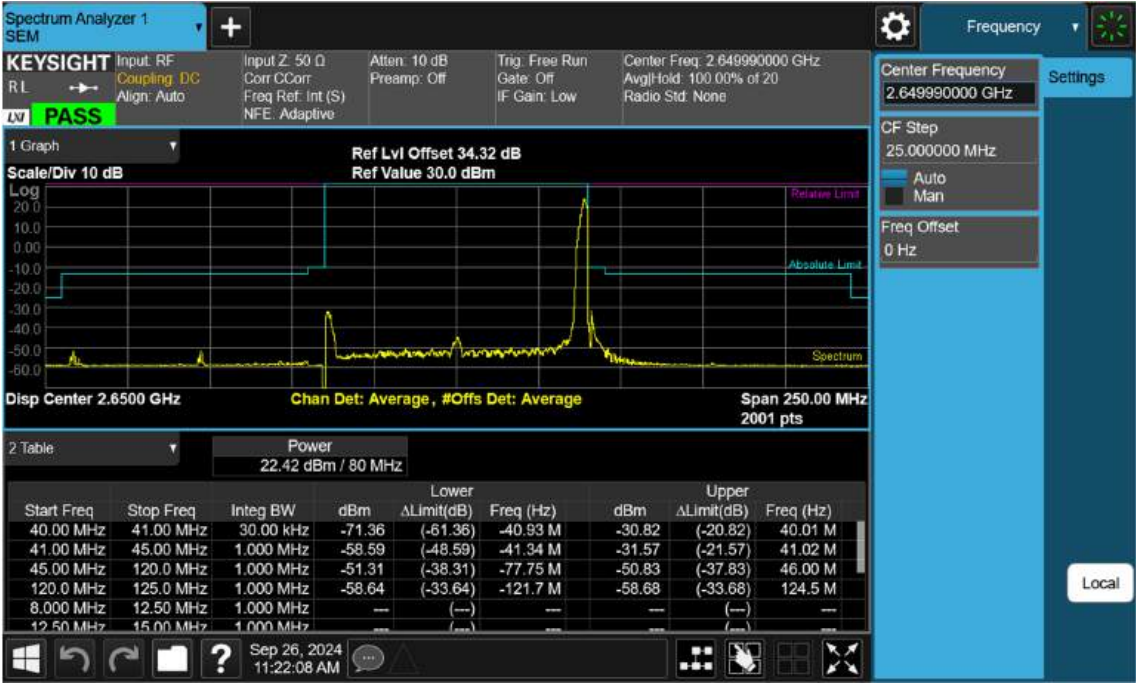 Spectrum Analyzer 1
SEM
+
Frequency
KEYSIGHT
R L
LXI
PASS
Input: RF
Coupling: DC
Align: Auto
Input Z: 50 Ω
Corr CCorr
Freq Ref: Int (S)
NFE: Adaptive
Atten: 10 dB
Preamp: Off
Trig: Free Run
Gate: Off
IF Gain: Low
Center Freq: 2.649990000 GHz
Avg|Hold: 100.00% of 20
Radio Std: None
Center Frequency
2.649990000 GHz
Settings
CF Step
25.000000 MHz
Auto
Man
Freq Offset
0 Hz
1 Graph
Ref Lvl Offset 34.32 dB
Scale/Div 10 dB
Ref Value 30.0 dBm
Log
Relative Limit
20.0
10.0
0.00
-10.0
Absolute Limit
-20.0
-30.0
-40.0
-50.0
Spectrum
-60.0
Disp Center 2.6500 GHz
Chan Det: Average, #Offs Det: Average
Span 250.00 MHz
2001 pts
2 Table
Power
22.42 dBm / 80 MHz
Lower Upper
Start Freq Stop Freq Integ BW dBm ΔLimit(dB) Freq (Hz) dBm ΔLimit(dB) Freq (Hz)
40.00 MHz 41.00 MHz 30.00 kHz -71.36 (-61.36) -40.93 M -30.82 (-20.82) 40.01 M
41.00 MHz 45.00 MHz 1.000 MHz -58.59 (-48.59) -41.34 M -31.57 (-21.57) 41.02 M
45.00 MHz 120.0 MHz 1.000 MHz -51.31 (-38.31) -77.75 M -50.83 (-37.83) 46.00 M
120.0 MHz 125.0 MHz 1.000 MHz -58.64 (-33.64) -121.7 M -58.68 (-33.68) 124.5 M
8.000 MHz 12.50 MHz 1.000 MHz --- (---) --- --- (---) ---
12.50 MHz 15.00 MHz 1.000 MHz --- (---) --- --- (---) ---
Local
?
Sep 26, 2024
11:22:08 AM